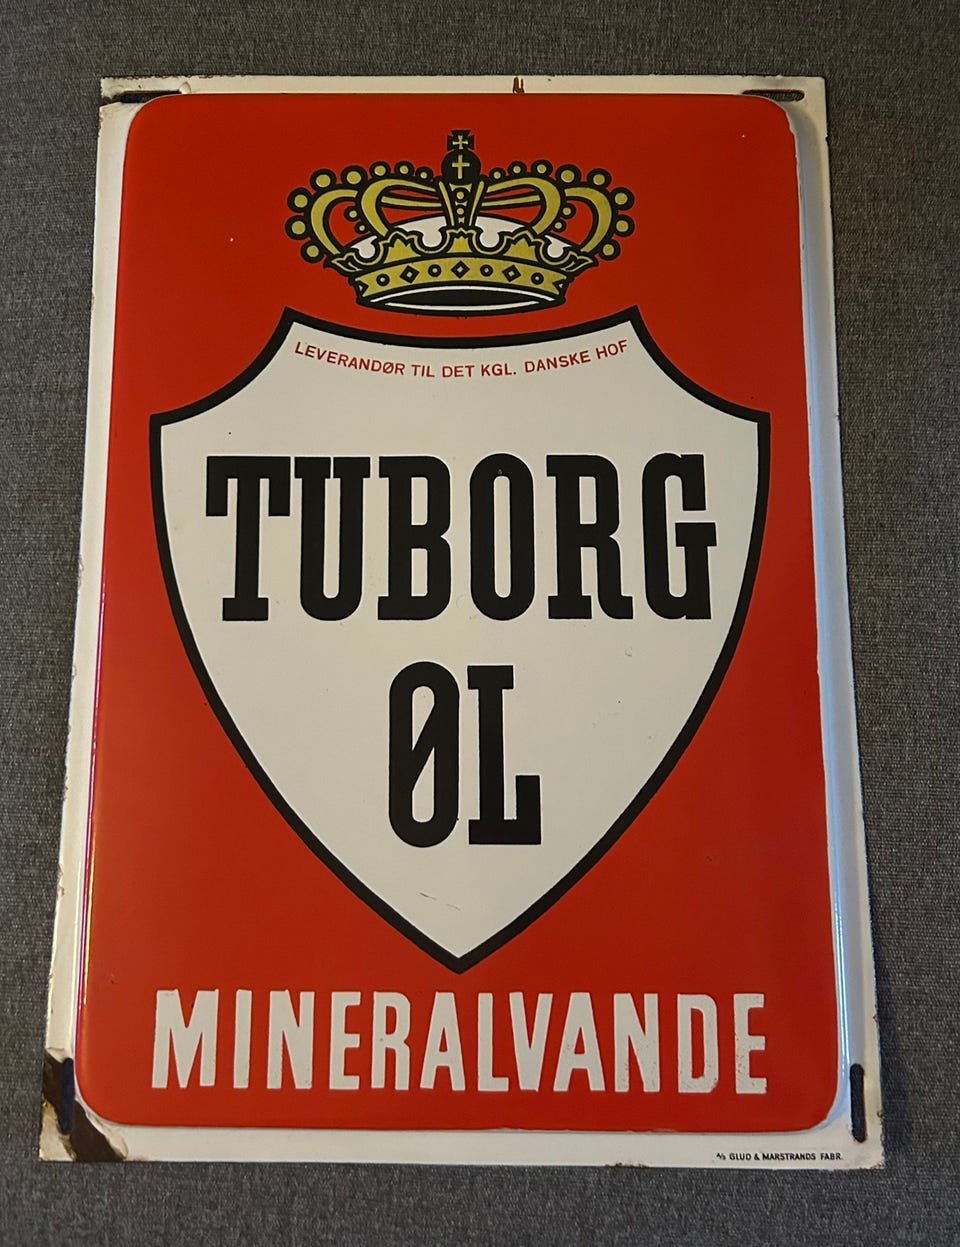 LEVERANDØR TIL DET KGL. DANSKE HOF
TUBORG
ØL
MINERALVANDE
A/S GLUD & MARSTRANDS FABR.